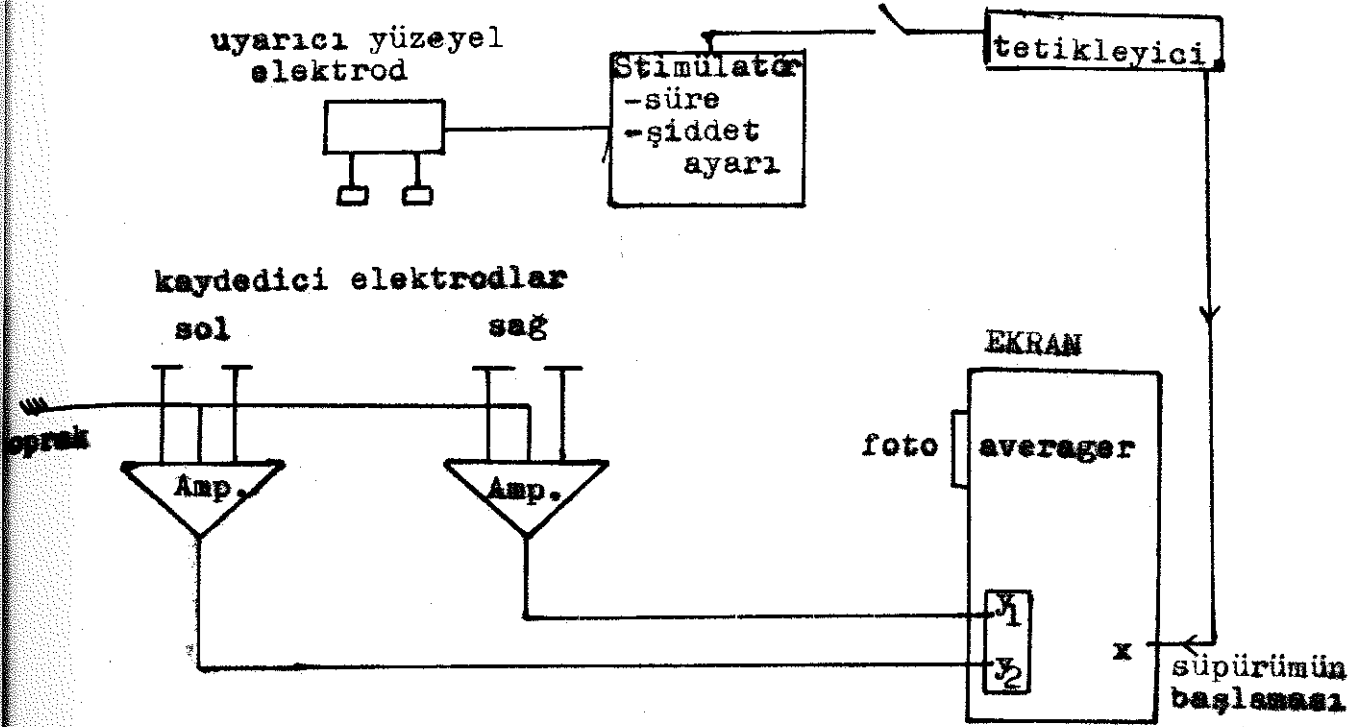 uyarıcı yüzeyel
elektrod
Stimülatör
-süre
-şiddet
ayarı
tetikleyici
kaydedici elektrodlar
sol
sağ
oprak
Amp.
Amp.
EKRAN
foto
averager
y1
y2
x
süpürümün
başlaması